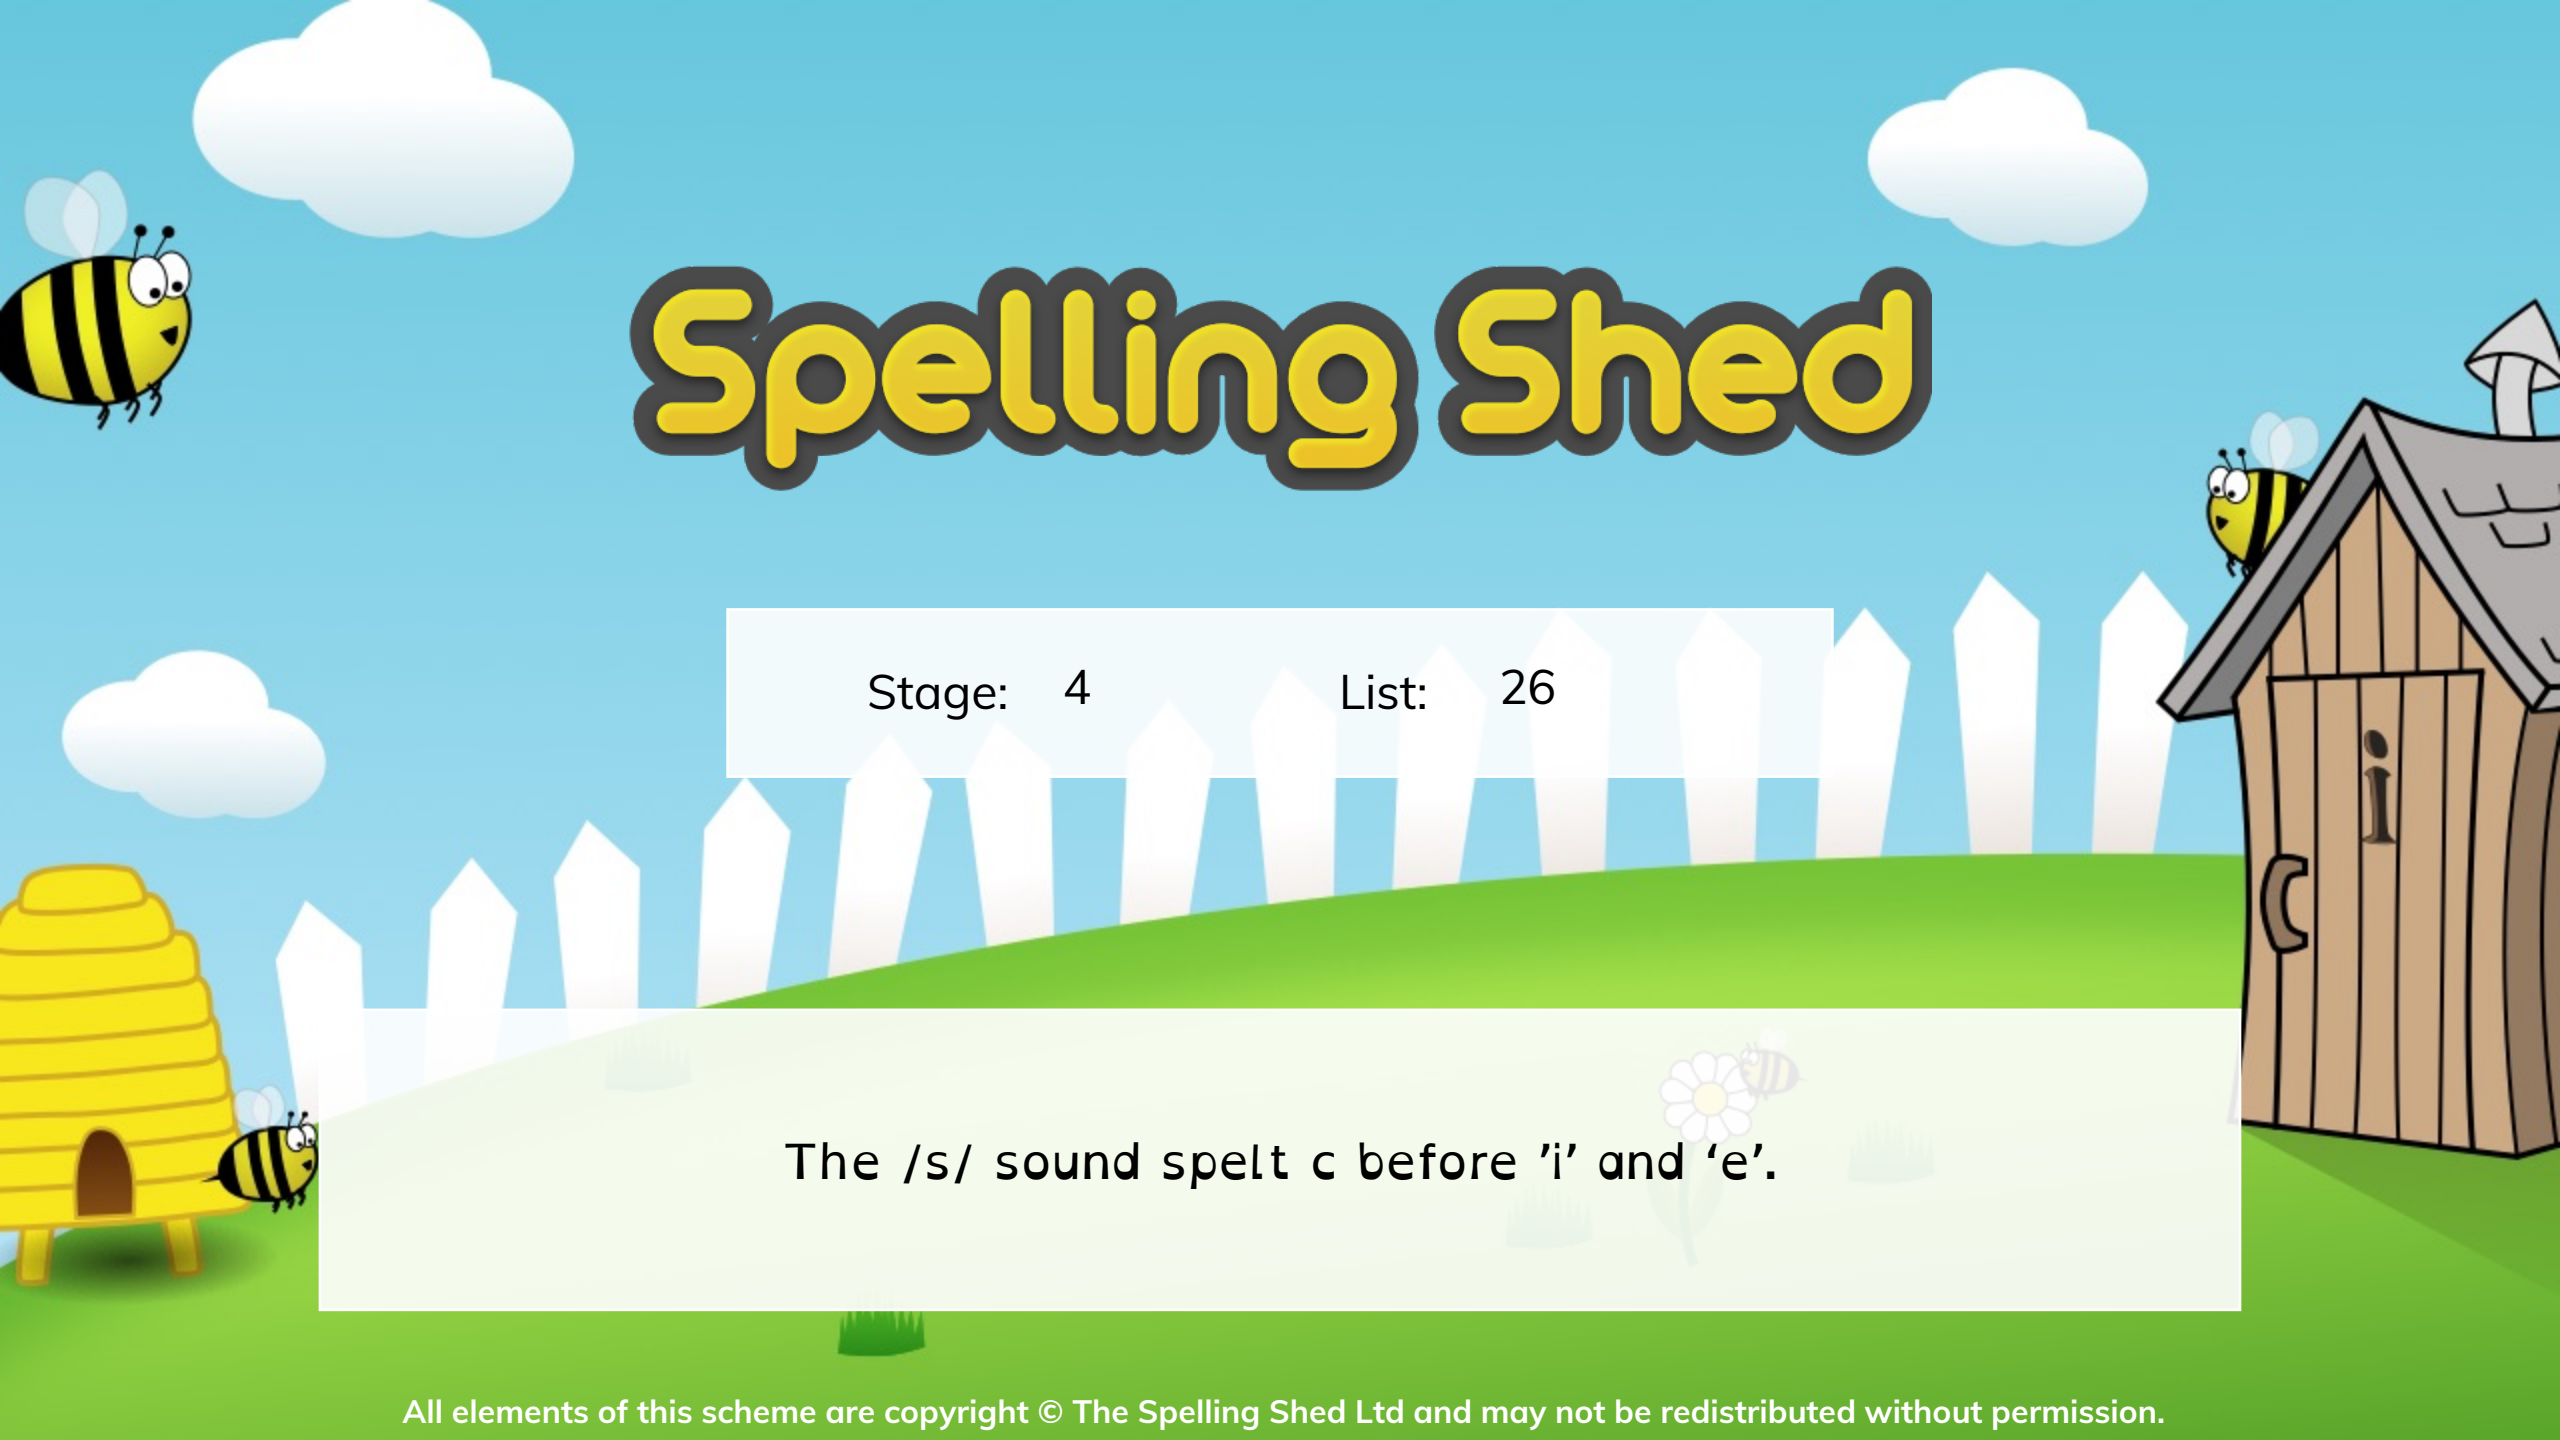 Spelling Shed
Stage: 4 List: 26
i
The /s/ sound spelt c before ’i’ and ‘e’.
All elements of this scheme are copyright © The Spelling Shed Ltd and may not be redistributed without permission.